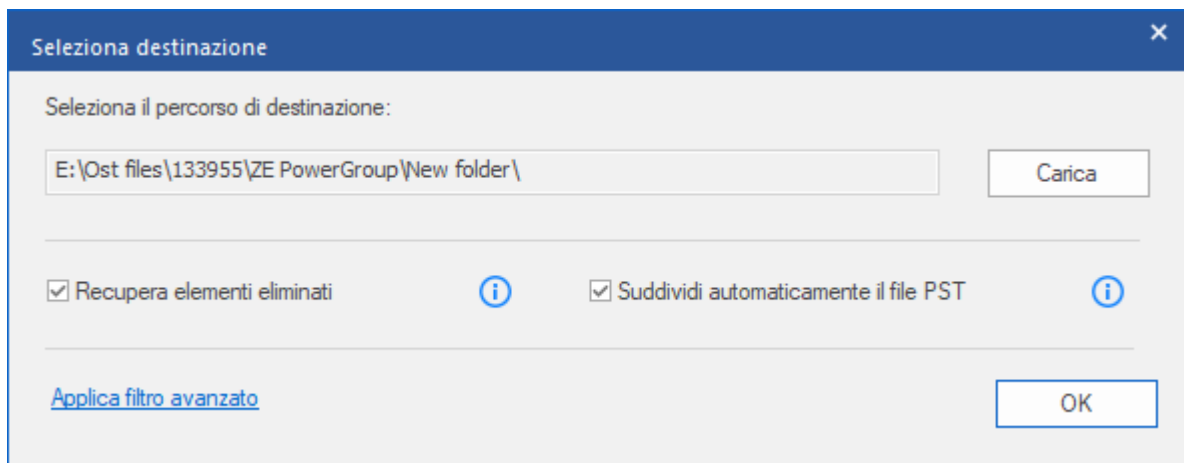 Seleziona destinazione
Seleziona il percorso di destinazione:
E:\Ost files\133955\ZE PowerGroup\New folder\
Carica
Recupera elementi eliminati
Suddividi automaticamente il file PST
Applica filtro avanzato
OK